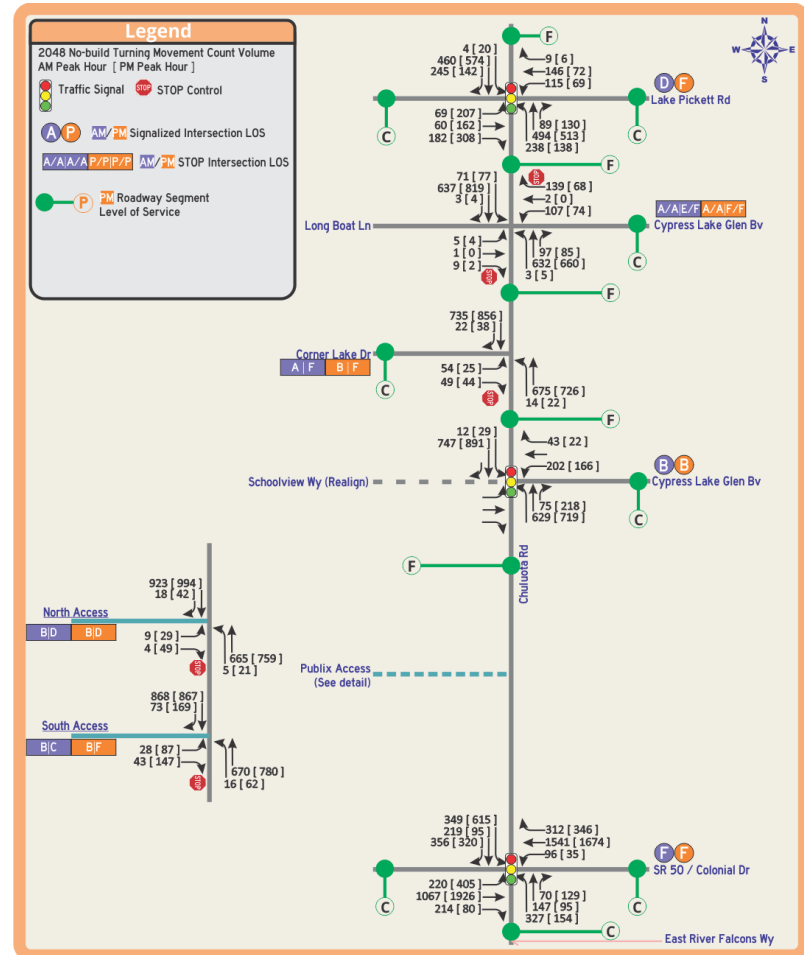 Legend
2048 No-build Turning Movement Count Volume
AM Peak Hour [ PM Peak Hour ]
Traffic Signal
STOP
STOP Control
A P AM/PM Signalized Intersection LOS
A/A|A/A P/P|P/P AM/PM STOP Intersection LOS
P PM Roadway Segment
Level of Service
N
W E
S
F
4 [ 20 ]
460 [ 574 ]
245 [ 142 ]
9 [ 6 ]
146 [ 72 ]
115 [ 69 ]
D F
Lake Pickett Rd
C
C
69 [ 207 ]
60 [ 162 ]
182 [ 308 ]
89 [ 130 ]
494 [ 513 ]
238 [ 138 ]
F
71 [ 77 ]
637 [ 819 ]
3 [ 4 ]
STOP
139 [ 68 ]
2 [ 0 ]
107 [ 74 ]
A/A|E/F A/A|F/F
Long Boat Ln
Cypress Lake Glen Bv
C
5 [ 4 ]
1 [ 0 ]
9 [ 2 ]
STOP
97 [ 85 ]
632 [ 660 ]
3 [ 5 ]
F
735 [ 856 ]
22 [ 38 ]
Corner Lake Dr
A|F B|F
C
54 [ 25 ]
49 [ 44 ]
STOP
675 [ 726 ]
14 [ 22 ]
F
12 [ 29 ]
747 [ 891 ]
43 [ 22 ]
202 [ 166 ]
B B
Schoolview Wy (Realign)
Cypress Lake Glen Bv
C
75 [ 218 ]
629 [ 719 ]
F
Chuluota Rd
923 [ 994 ]
18 [ 42 ]
North Access
B|D B|D
9 [ 29 ]
4 [ 49 ]
STOP
665 [ 759 ]
5 [ 21 ]
Publix Access
(See detail)
868 [ 867 ]
73 [ 169 ]
South Access
B|C B|F
28 [ 87 ]
43 [ 147 ]
STOP
670 [ 780 ]
16 [ 62 ]
349 [ 615 ]
219 [ 95 ]
356 [ 320 ]
312 [ 346 ]
1541 [ 1674 ]
96 [ 35 ]
F F
SR 50 / Colonial Dr
C
C
220 [ 405 ]
1067 [ 1926 ]
214 [ 80 ]
70 [ 129 ]
147 [ 95 ]
327 [ 154 ]
C
East River Falcons Wy